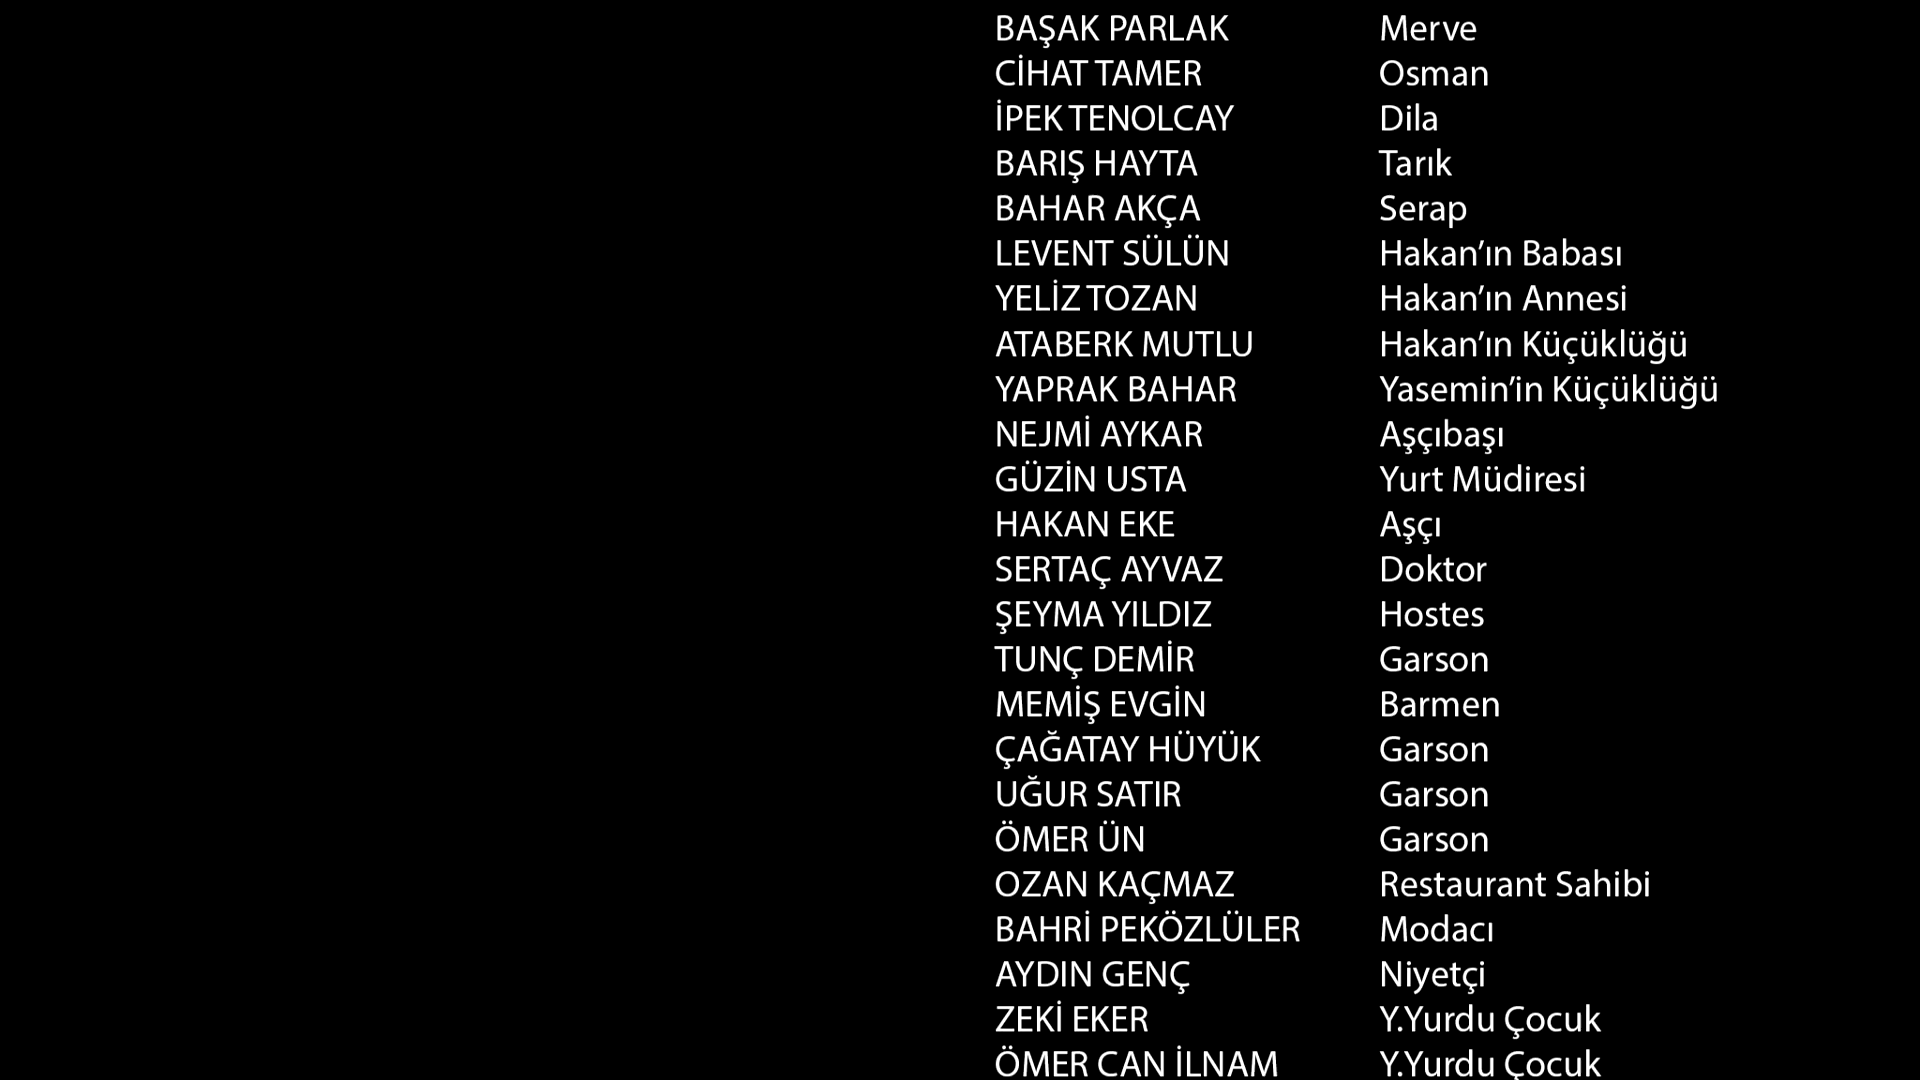 BAŞAK PARLAK Merve
CİHAT TAMER Osman
İPEK TENOLCAY Dila
BARIŞ HAYTA Tarık
BAHAR AKÇA Serap
LEVENT SÜLÜN Hakan’ın Babası
YELİZ TOZAN Hakan’ın Annesi
ATABERK MUTLU Hakan’ın Küçüklüğü
YAPRAK BAHAR Yasemin’in Küçüklüğü
NEJMİ AYKAR Aşçıbaşı
GÜZİN USTA Yurt Müdiresi
HAKAN EKE Aşçı
SERTAÇ AYVAZ Doktor
ŞEYMA YILDIZ Hostes
TUNÇ DEMİR Garson
MEMİŞ EVGİN Barmen
ÇAĞATAY HÜYÜK Garson
UĞUR SATIR Garson
ÖMER ÜN Garson
OZAN KAÇMAZ Restaurant Sahibi
BAHRİ PEKÖZLÜLER Modacı
AYDIN GENÇ Niyetçi
ZEKİ EKER Y.Yurdu Çocuk
ÖMER CAN İLNAM Y.Yurdu Çocuk